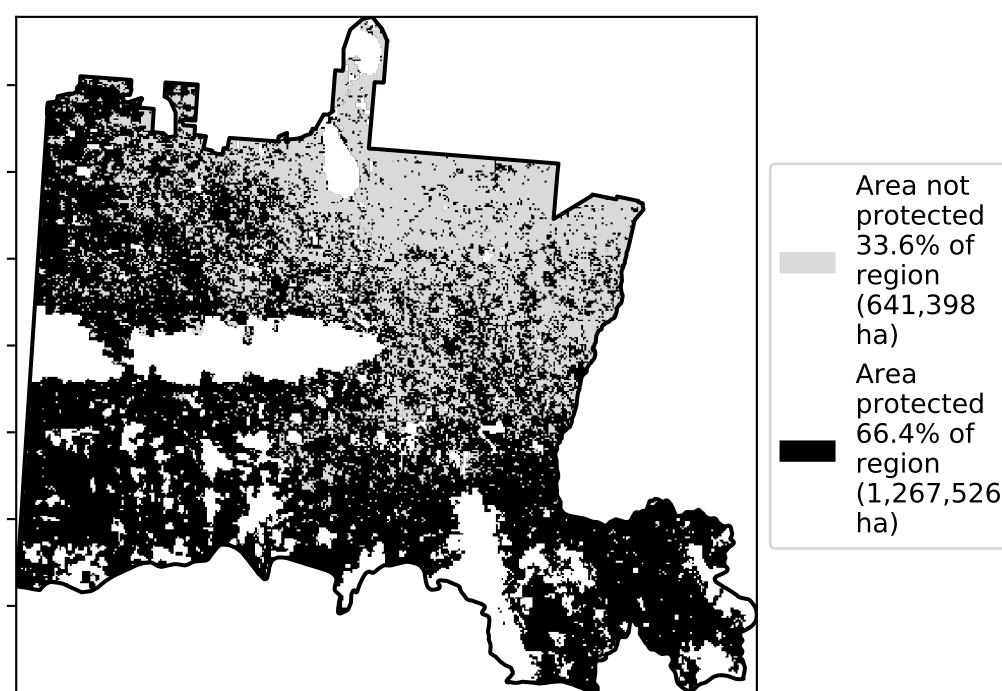 Area not
protected
33.6% of
region
(641,398
ha)
Area
protected
66.4% of
region
(1,267,526
ha)